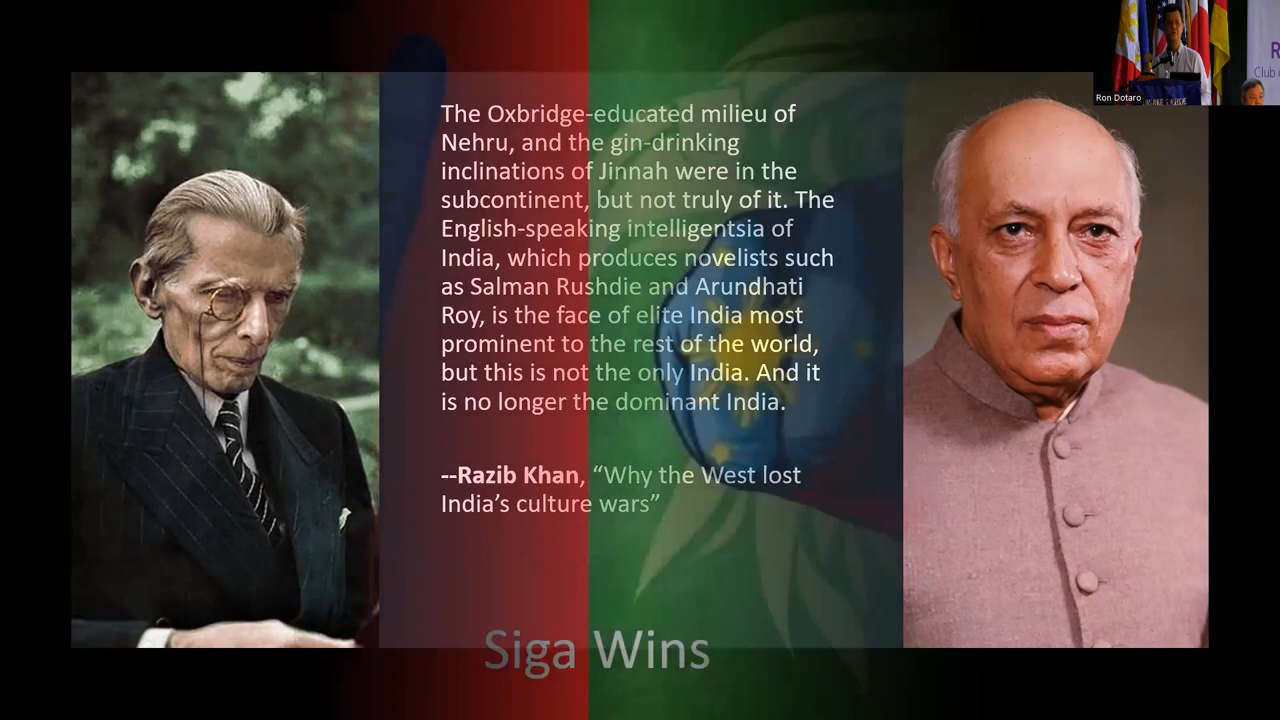 The Oxbridge-educated milieu of
Nehru, and the gin-drinking
inclinations of Jinnah were in the
subcontinent, but not truly of it. The
English-speaking intelligentsia of
India, which produces novelists such
as Salman Rushdie and Arundhati
Roy, is the face of elite India most
prominent to the rest of the world,
but this is not the only India. And it
is no longer the dominant India.
--Razib Khan, “Why the West lost
India’s culture wars”
Siga Wins
Ron Dotaro
R
Club